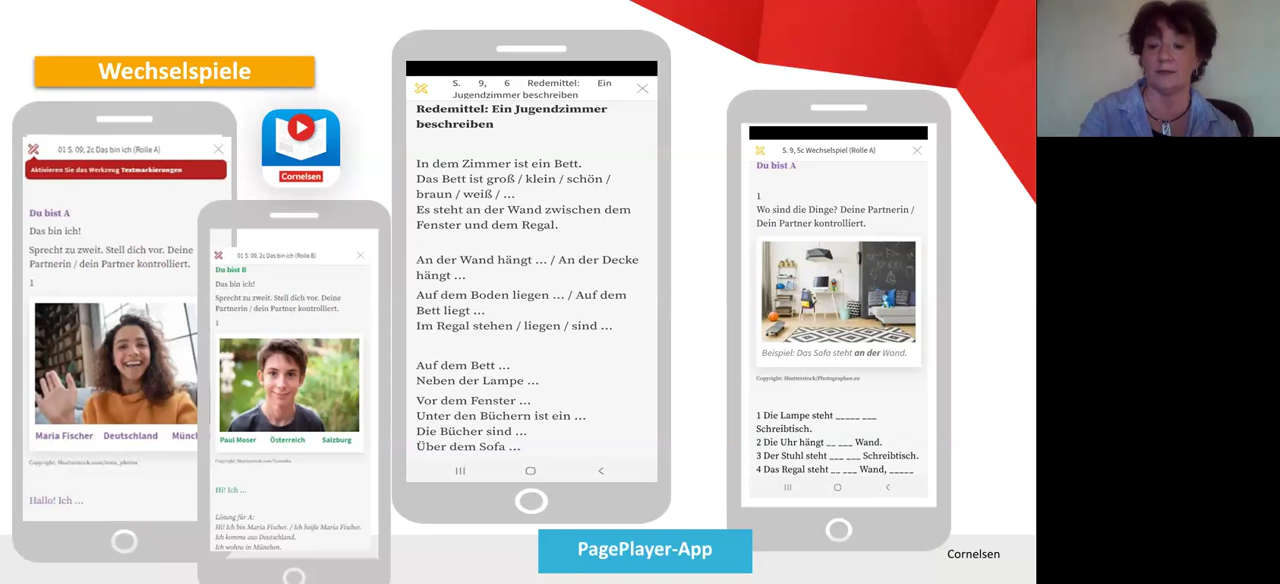 Wechselspiele
01 S. 09, 2c Das bin ich (Rolle A)
Aktivieren Sie das Werkzeug Textmarkierungen
Du bist A
Das bin ich!
Sprecht zu zweit. Stell dich vor. Deine
Partnerin / dein Partner kontrolliert.
1
Maria Fischer Deutschland Münc
Copyright: Shutterstock/insta_photos
Hallo! Ich ...
Cornelsen
01 S. 09, 2c Das bin ich (Rolle B)
Du bist B
Das bin ich!
Sprecht zu zweit. Stell dich vor. Deine
Partnerin / dein Partner kontrolliert.
1
Paul Moser Österreich Salzburg
Hi! Ich ...
Lösung für A:
Hi! Ich bin Maria Fischer. / Ich heiße Maria Fischer.
Ich komme aus Deutschland.
Ich wohne in München.
S. 9, 6 Redemittel: Ein
Jugendzimmer beschreiben
Redemittel: Ein Jugendzimmer
beschreiben
In dem Zimmer ist ein Bett.
Das Bett ist groß / klein / schön /
braun / weiß / ...
Es steht an der Wand zwischen dem
Fenster und dem Regal.
An der Wand hängt ... / An der Decke
hängt ...
Auf dem Boden liegen ... / Auf dem
Bett liegt ...
Im Regal stehen / liegen / sind ...
Auf dem Bett ...
Neben der Lampe ...
Vor dem Fenster ...
Unter den Büchern ist ein ...
Die Bücher sind ...
Über dem Sofa ...
PagePlayer-App
S. 9, 5c Wechselspiel (Rolle A)
Du bist A
1
Wo sind die Dinge? Deine Partnerin /
Dein Partner kontrolliert.
Beispiel: Das Sofa steht an der Wand.
Copyright: Shutterstock/Photographee.eu
1 Die Lampe steht _____ ___
Schreibtisch.
2 Die Uhr hängt __ ___ Wand.
3 Der Stuhl steht ___ ___ Schreibtisch.
4 Das Regal steht __ ___ Wand, _____
Cornelsen